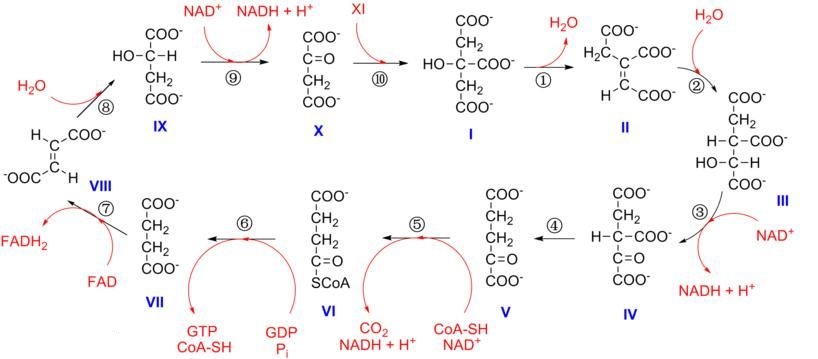 NAD⁺
NADH + H⁺
XI
H₂O
H₂O
H₂O
COO⁻
HO-C-H
CH₂
COO⁻
IX
⑨
COO⁻
C=O
CH₂
COO⁻
X
⑩
COO⁻
CH₂
HO-C-COO⁻
CH₂
COO⁻
I
①
H₂C
COO⁻
COO⁻
H
COO⁻
II
②
COO⁻
CH₂
H-C-COO⁻
HO-C-H
COO⁻
III
③
NAD⁺
NADH + H⁺
COO⁻
CH₂
H-C-COO⁻
C=O
COO⁻
IV
④
COO⁻
CH₂
CH₂
C=O
COO⁻
V
⑤
CoA-SH
NAD⁺
CO₂
NADH + H⁺
COO⁻
CH₂
CH₂
C=O
SCoA
VI
⑥
GDP
Pᵢ
GTP
CoA-SH
COO⁻
CH₂
CH₂
COO⁻
VII
⑦
FAD
FADH₂
H
C
COO⁻
⁻OOC
C
H
VIII
⑧